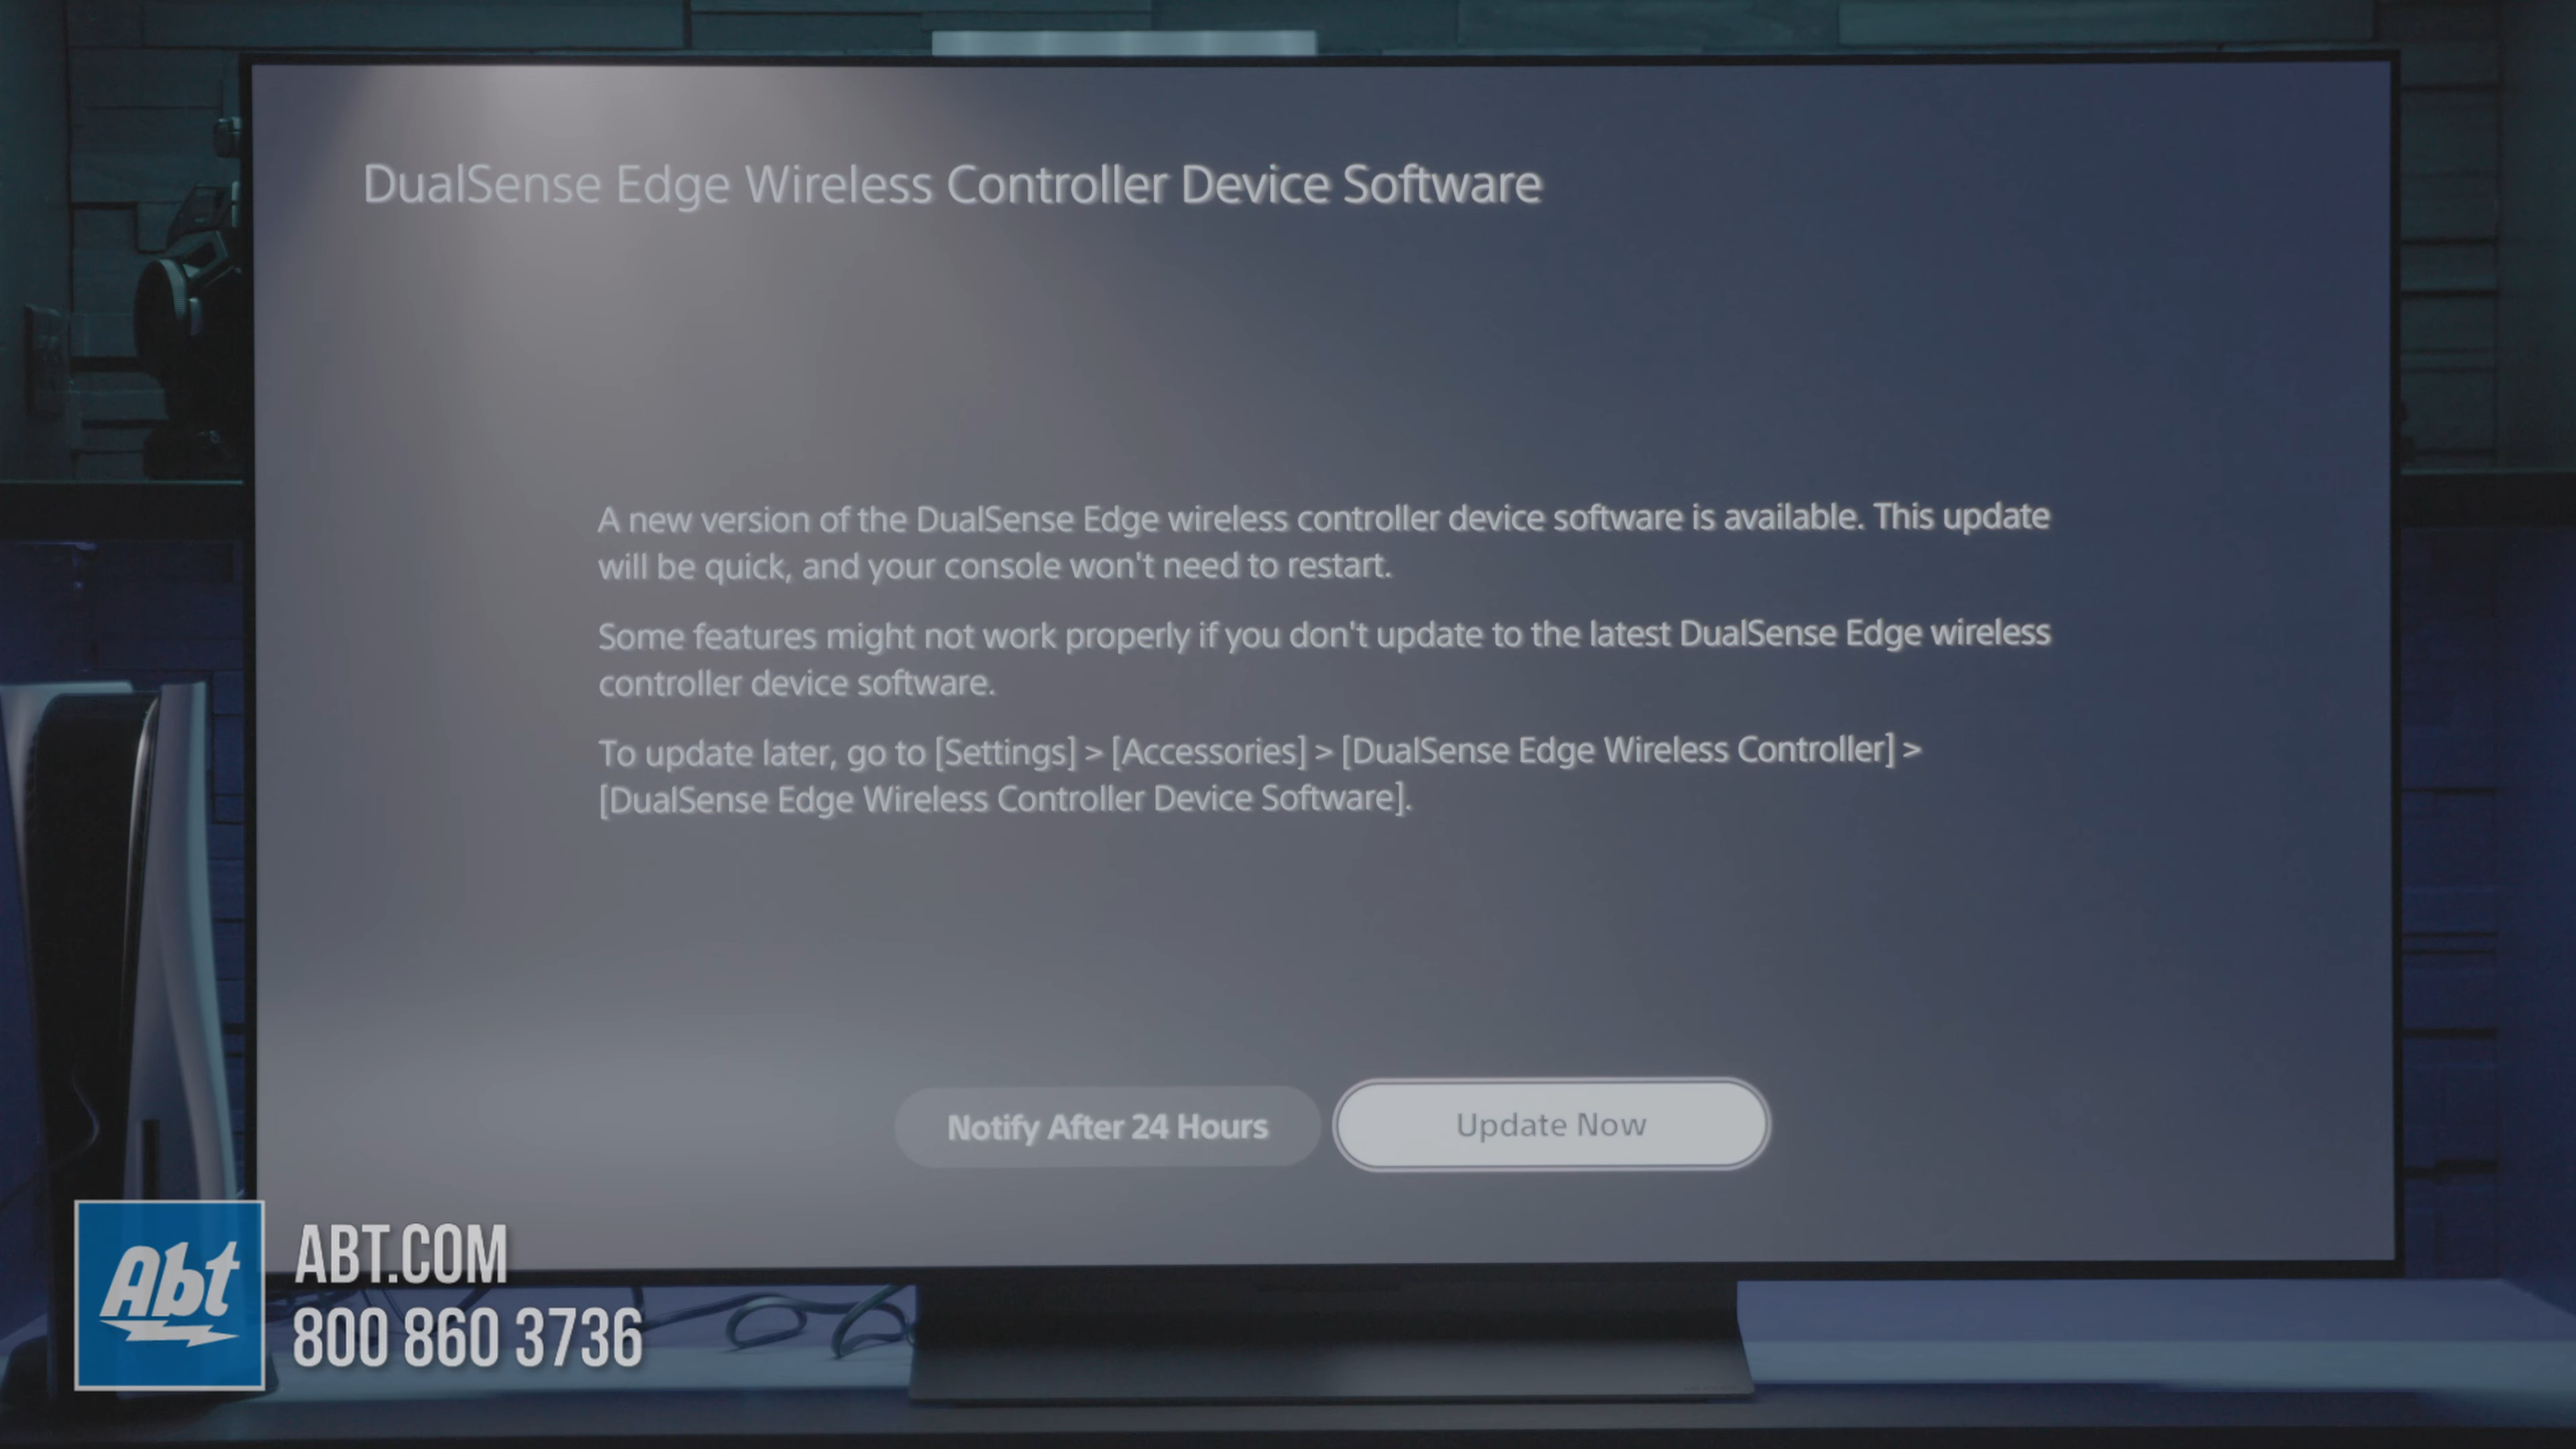 DualSense Edge Wireless Controller Device Software
A new version of the DualSense Edge wireless controller device software is available. This update
will be quick, and your console won't need to restart.
Some features might not work properly if you don't update to the latest DualSense Edge wireless
controller device software.
To update later, go to [Settings] > [Accessories] > [DualSense Edge Wireless Controller] >
[DualSense Edge Wireless Controller Device Software].
Notify After 24 Hours
Update Now
Abt
ABT.COM
800 860 3736